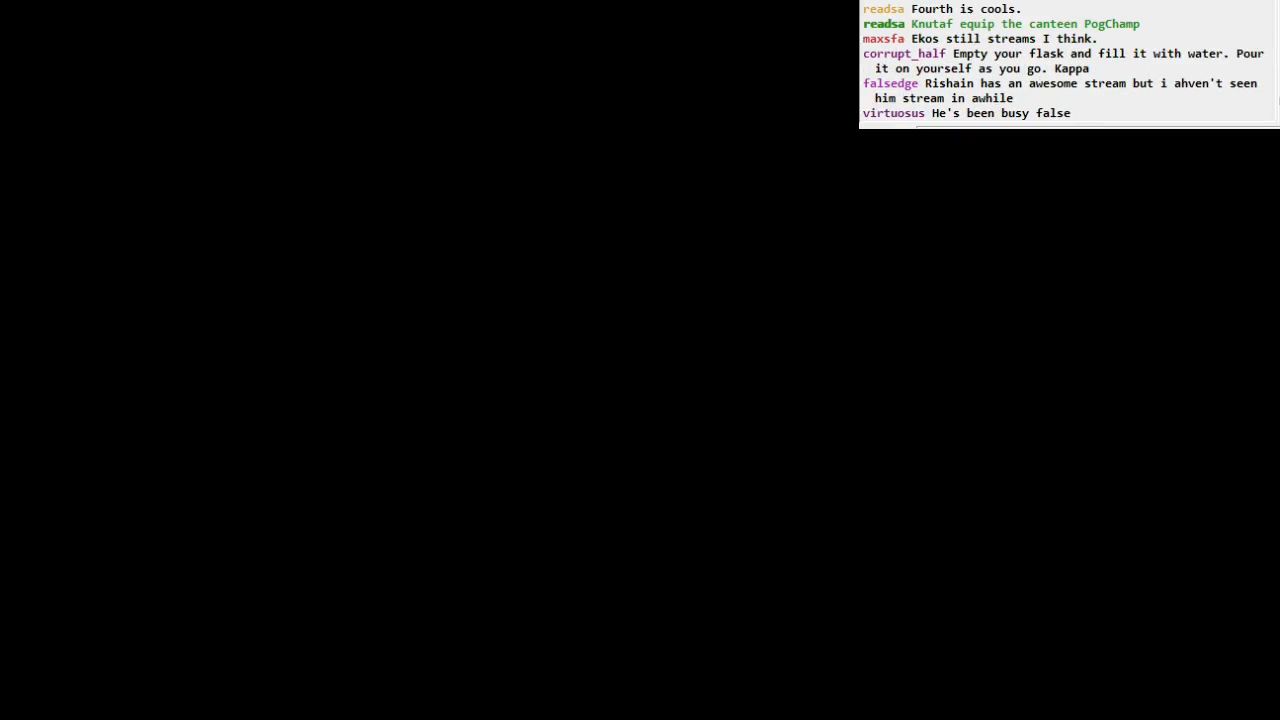 readsa Fourth is cools.
readsa Knutaf equip the canteen PogChamp
maxsfa Ekos still streams I think.
corrupt_half Empty your flask and fill it with water. Pour
it on yourself as you go. Kappa
falsedge Rishain has an awesome stream but i ahven't seen
him stream in awhile
virtuosus He's been busy false